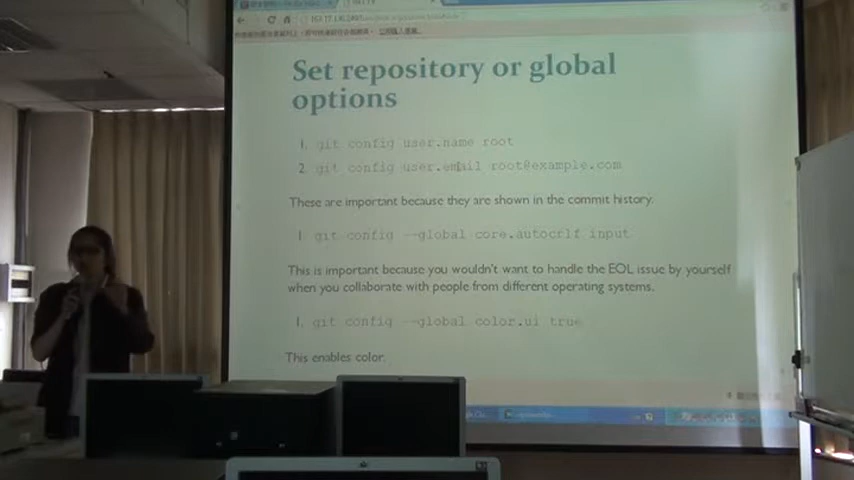 Set repository or global
options
1. git config user.name root
2. git config user.email root@example.com
These are important because they are shown in the commit history.
1. git config --global core.autocrlf input
This is important because you wouldn't want to handle the EOL issue by yourself
when you collaborate with people from different operating systems.
1. git config --global color.ui true
This enables color.